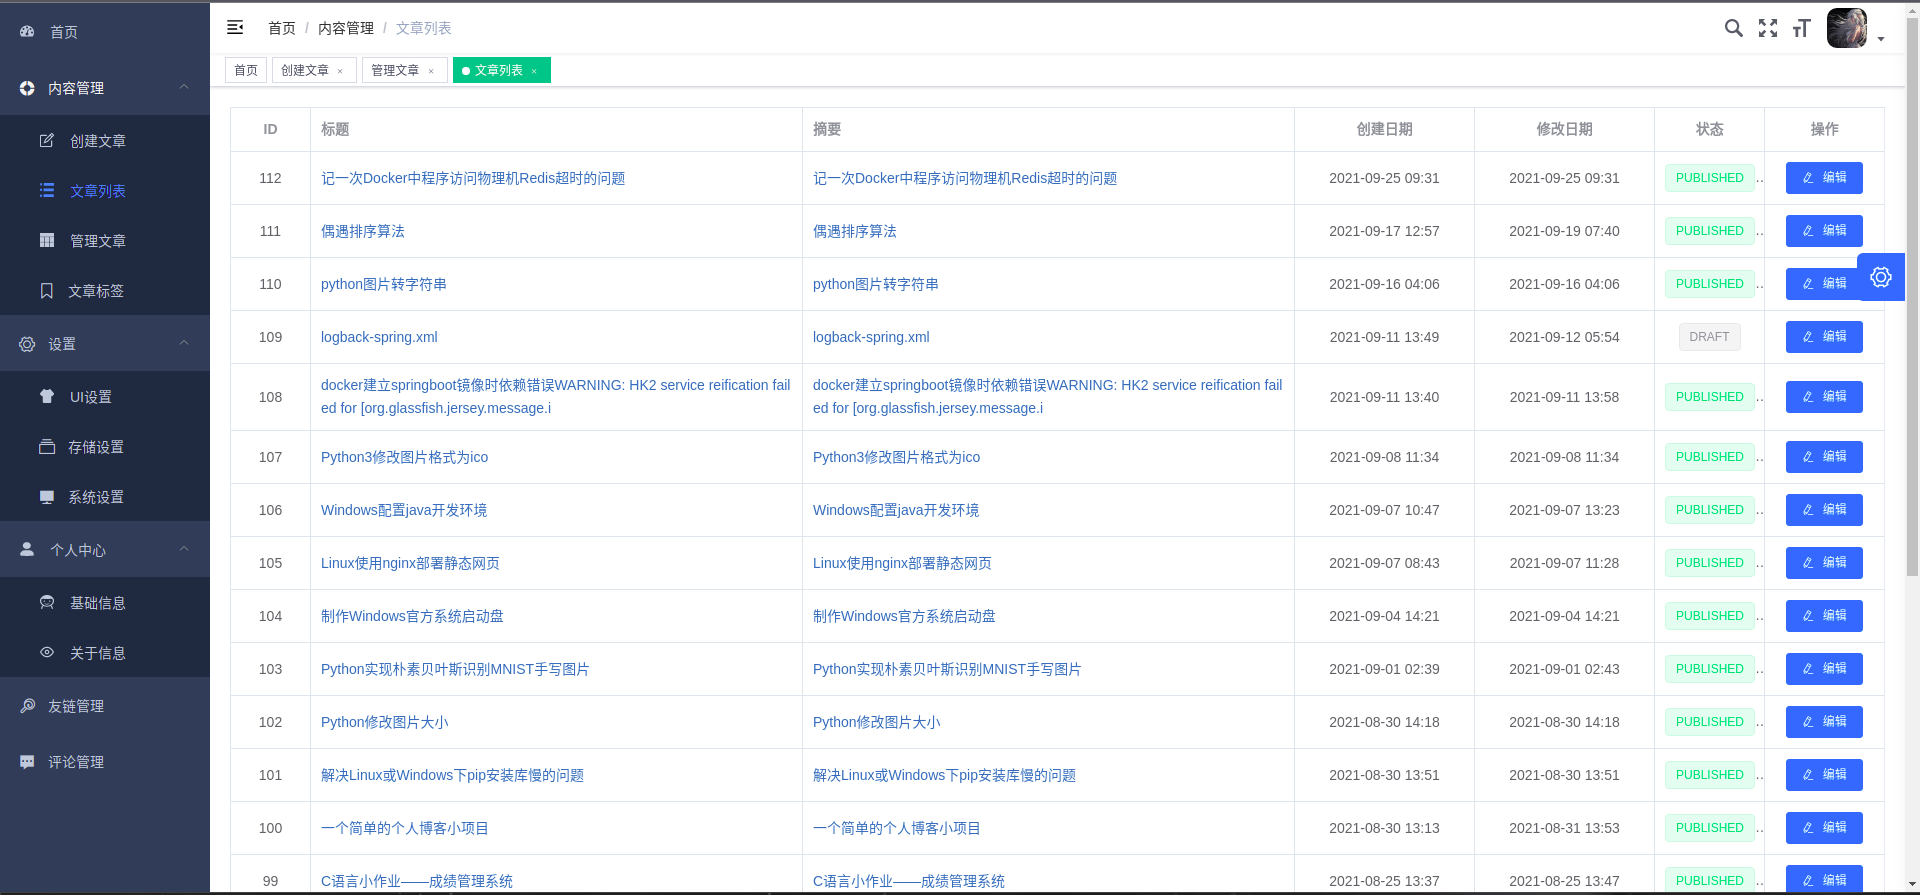 首页
内容管理
创建文章
文章列表
管理文章
文章标签
设置
UI设置
存储设置
系统设置
个人中心
基础信息
关于信息
友链管理
评论管理
首页 / 内容管理 / 文章列表
首页 创建文章 × 管理文章 × 文章列表 ×
ID 标题 摘要 创建日期 修改日期 状态 操作
112 记一次Docker中程序访问物理机Redis超时的问题 记一次Docker中程序访问物理机Redis超时的问题 2021-09-25 09:31 2021-09-25 09:31 PUBLISHED .. 编辑
111 偶遇排序算法 偶遇排序算法 2021-09-17 12:57 2021-09-19 07:40 PUBLISHED .. 编辑
110 python图片转字符串 python图片转字符串 2021-09-16 04:06 2021-09-16 04:06 PUBLISHED .. 编辑
109 logback-spring.xml logback-spring.xml 2021-09-11 13:49 2021-09-12 05:54 DRAFT 编辑
108 docker建立springboot镜像时依赖错误WARNING: HK2 service reification fail
ed for [org.glassfish.jersey.message.i
docker建立springboot镜像时依赖错误WARNING: HK2 service reification fail
ed for [org.glassfish.jersey.message.i
2021-09-11 13:40 2021-09-11 13:58 PUBLISHED .. 编辑
107 Python3修改图片格式为ico Python3修改图片格式为ico 2021-09-08 11:34 2021-09-08 11:34 PUBLISHED .. 编辑
106 Windows配置java开发环境 Windows配置java开发环境 2021-09-07 10:47 2021-09-07 13:23 PUBLISHED .. 编辑
105 Linux使用nginx部署静态网页 Linux使用nginx部署静态网页 2021-09-07 08:43 2021-09-07 11:28 PUBLISHED .. 编辑
104 制作Windows官方系统启动盘 制作Windows官方系统启动盘 2021-09-04 14:21 2021-09-04 14:21 PUBLISHED .. 编辑
103 Python实现朴素贝叶斯识别MNIST手写图片 Python实现朴素贝叶斯识别MNIST手写图片 2021-09-01 02:39 2021-09-01 02:43 PUBLISHED .. 编辑
102 Python修改图片大小 Python修改图片大小 2021-08-30 14:18 2021-08-30 14:18 PUBLISHED .. 编辑
101 解决Linux或Windows下pip安装库慢的问题 解决Linux或Windows下pip安装库慢的问题 2021-08-30 13:51 2021-08-30 13:51 PUBLISHED .. 编辑
100 一个简单的个人博客小项目 一个简单的个人博客小项目 2021-08-30 13:13 2021-08-31 13:53 PUBLISHED .. 编辑
99 C语言小作业——成绩管理系统 C语言小作业——成绩管理系统 2021-08-25 13:37 2021-08-25 13:47 PUBLISHED .. 编辑